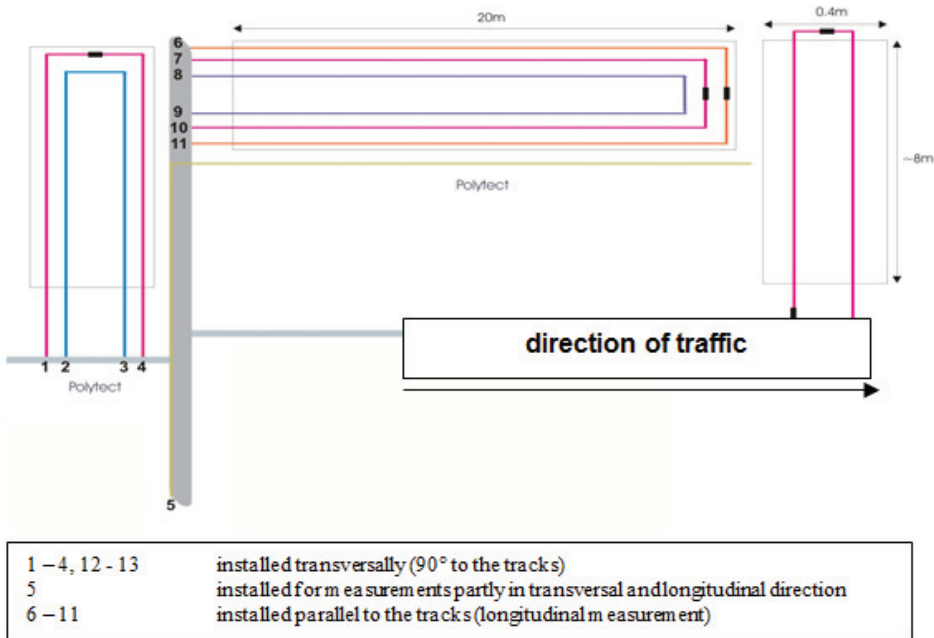 20m
0.4m
6
7
8
9
10
11
~8m
Polytect
1 2 3 4
Polytect
direction of traffic
5
1 – 4, 12 - 13 installed transversally (90° to the tracks)
5 installed for measurements partly in transversal and longitudinal direction
6 – 11 installed parallel to the tracks (longitudinal measurement)